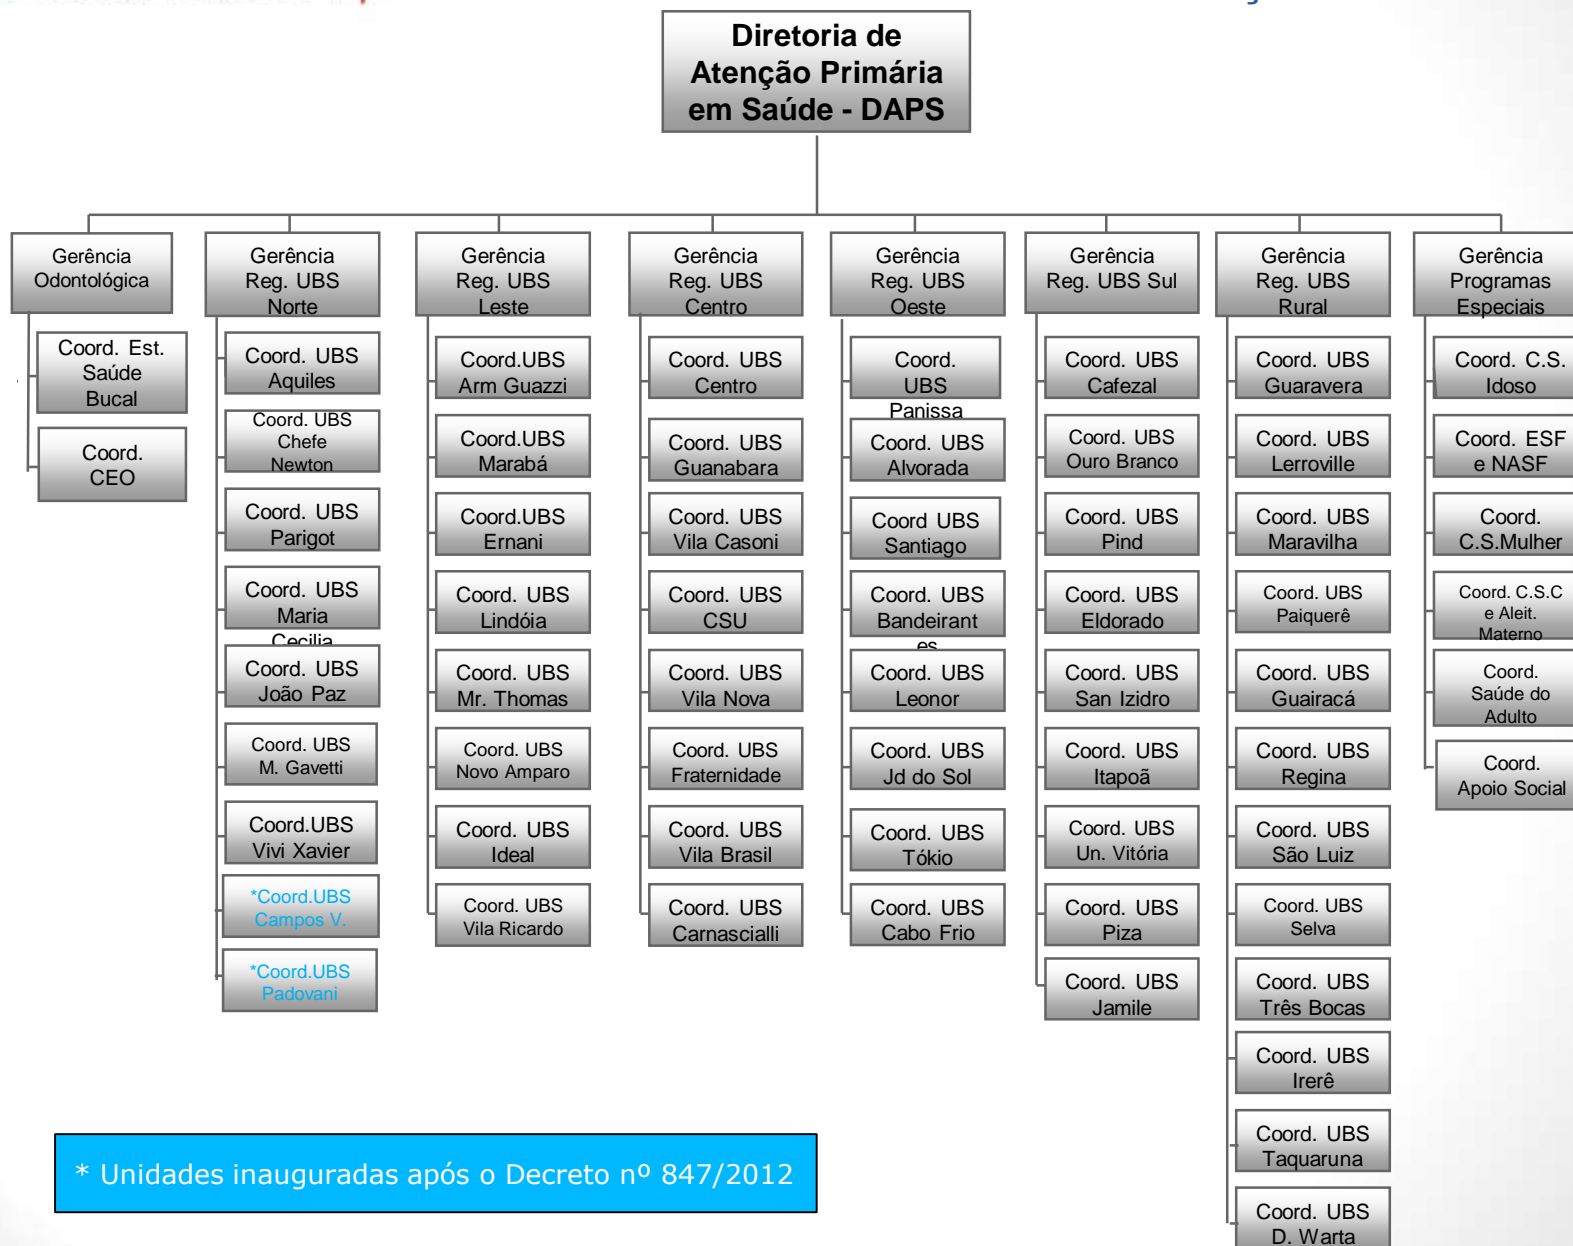 Diretoria de
Atenção Primária
em Saúde - DAPS
Gerência
Odontológica
Coord. Est.
Saúde
Bucal
Coord.
CEO
Gerência
Reg. UBS
Norte
Coord. UBS
Aquiles
Coord. UBS
Chefe
Newton
Coord. UBS
Parigot
Coord. UBS
Maria
Cecilia
Coord. UBS
João Paz
Coord. UBS
M. Gavetti
Coord.UBS
Vivi Xavier
*Coord.UBS
Campos V.
*Coord.UBS
Padovani
Gerência
Reg. UBS
Leste
Coord.UBS
Arm Guazzi
Coord.UBS
Marabá
Coord.UBS
Ernani
Coord. UBS
Lindóia
Coord. UBS
Mr. Thomas
Coord. UBS
Novo Amparo
Coord. UBS
Ideal
Coord. UBS
Vila Ricardo
Gerência
Reg. UBS
Centro
Coord. UBS
Centro
Coord. UBS
Guanabara
Coord. UBS
Vila Casoni
Coord. UBS
CSU
Coord. UBS
Vila Nova
Coord. UBS
Fraternidade
Coord. UBS
Vila Brasil
Coord. UBS
Carnascialli
Gerência
Reg. UBS
Oeste
Coord.
UBS
Panissa
Coord. UBS
Alvorada
Coord UBS
Santiago
Coord. UBS
Bandeirant
es
Coord. UBS
Leonor
Coord. UBS
Jd do Sol
Coord. UBS
Tókio
Coord. UBS
Cabo Frio
Gerência
Reg. UBS Sul
Coord. UBS
Cafezal
Coord. UBS
Ouro Branco
Coord. UBS
Pind
Coord. UBS
Eldorado
Coord. UBS
San Izidro
Coord. UBS
Itapoã
Coord. UBS
Un. Vitória
Coord. UBS
Piza
Coord. UBS
Jamile
Gerência
Reg. UBS
Rural
Coord. UBS
Guaravera
Coord. UBS
Lerroville
Coord. UBS
Maravilha
Coord. UBS
Paiquerê
Coord. UBS
Guairacá
Coord. UBS
Regina
Coord. UBS
São Luiz
Coord. UBS
Selva
Coord. UBS
Três Bocas
Coord. UBS
Irerê
Coord. UBS
Taquaruna
Coord. UBS
D. Warta
Gerência
Programas
Especiais
Coord. C.S.
Idoso
Coord. ESF
e NASF
Coord.
C.S.Mulher
Coord. C.S.C
e Aleit.
Materno
Coord.
Saúde do
Adulto
Coord.
Apoio Social
* Unidades inauguradas após o Decreto nº 847/2012